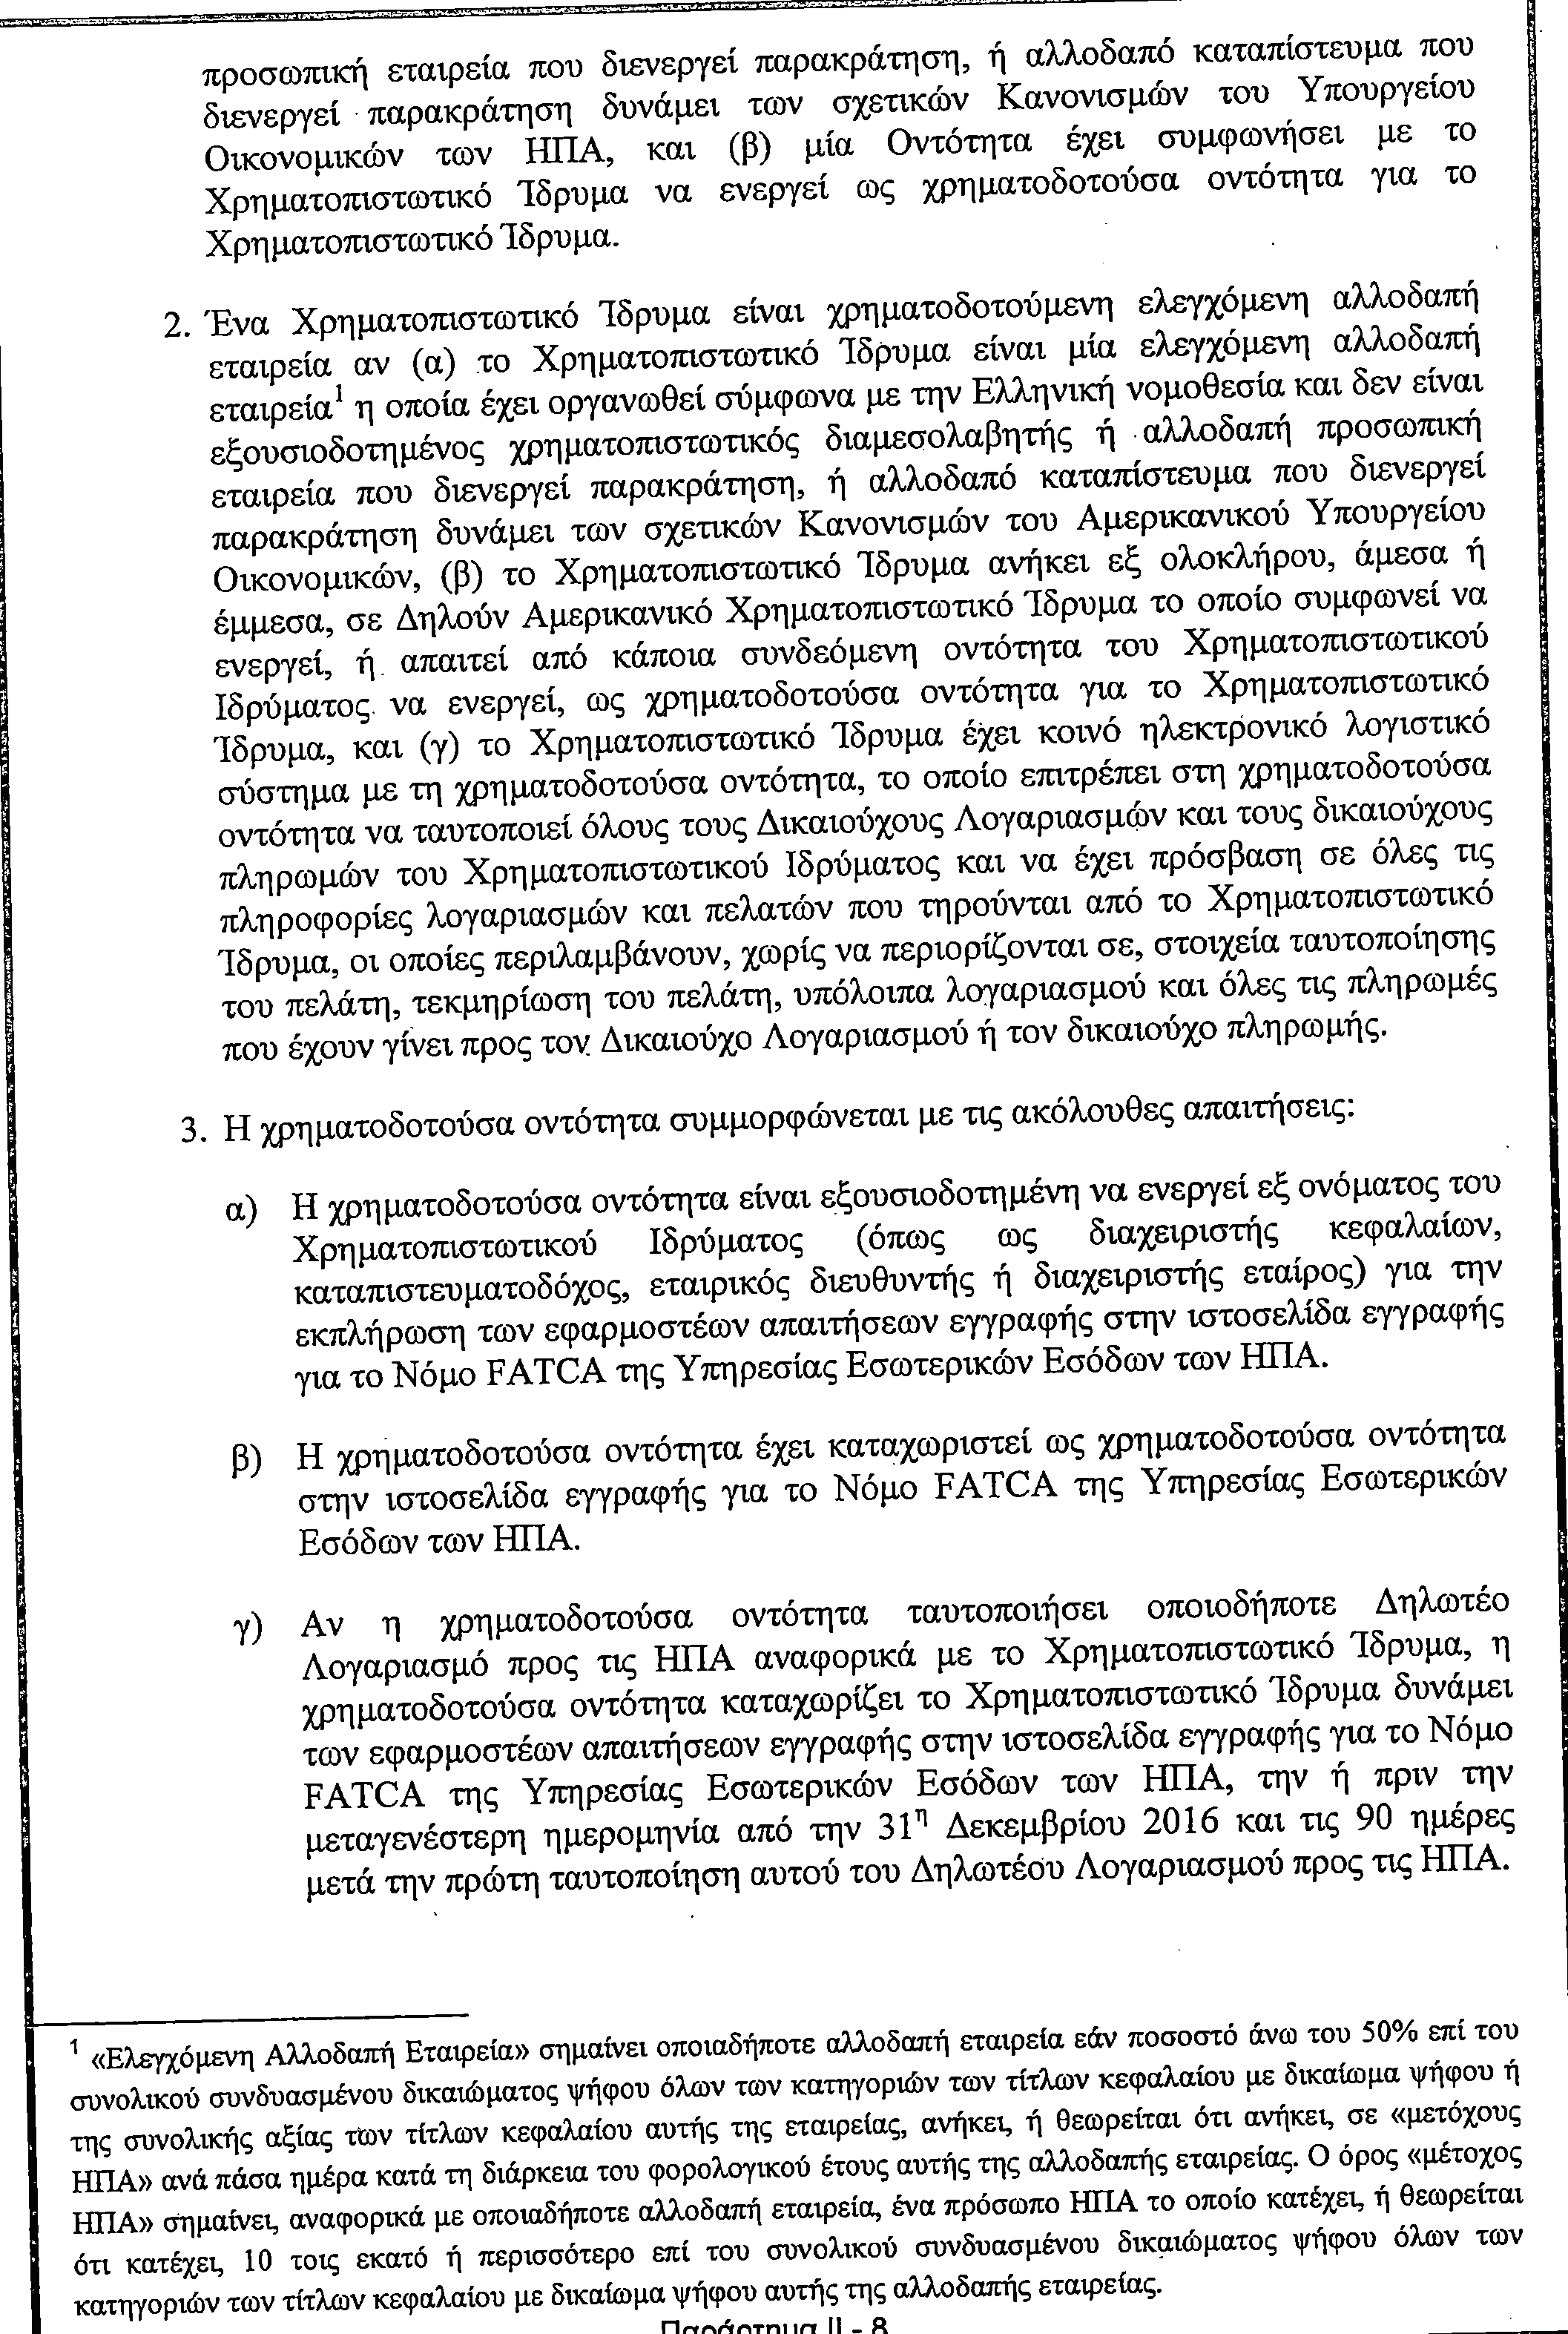 προσωπική εταιρεία που διενεργεί παρακράτηση, ή αλλοδαπό καταπίστευμα που
διενεργεί παρακράτηση δυνάμει των σχετικών Κανονισμών του Υπουργείου
Οικονομικών των ΗΠΑ, και (β) μία Οντότητα έχει συμφωνήσει με το
Χρηματοπιστωτικό Ίδρυμα να ενεργεί ως χρηματοδοτούσα οντότητα για το
Χρηματοπιστωτικό Ίδρυμα.
2. Ένα Χρηματοπιστωτικό Ίδρυμα είναι χρηματοδοτούμενη ελεγχόμενη αλλοδαπή
εταιρεία αν (α) το Χρηματοπιστωτικό Ίδρυμα είναι μία ελεγχόμενη αλλοδαπή
εταιρεία¹ η οποία έχει οργανωθεί σύμφωνα με την Ελληνική νομοθεσία και δεν είναι
εξουσιοδοτημένος χρηματοπιστωτικός διαμεσολαβητής ή αλλοδαπή προσωπική
εταιρεία που διενεργεί παρακράτηση, ή αλλοδαπό καταπίστευμα που διενεργεί
παρακράτηση δυνάμει των σχετικών Κανονισμών του Αμερικανικού Υπουργείου
Οικονομικών, (β) το Χρηματοπιστωτικό Ίδρυμα ανήκει εξ ολοκλήρου, άμεσα ή
έμμεσα, σε Δηλούν Αμερικανικό Χρηματοπιστωτικό Ίδρυμα το οποίο συμφωνεί να
ενεργεί, ή απαιτεί από κάποια συνδεόμενη οντότητα του Χρηματοπιστωτικού
Ιδρύματος να ενεργεί, ως χρηματοδοτούσα οντότητα για το Χρηματοπιστωτικό
Ίδρυμα, και (γ) το Χρηματοπιστωτικό Ίδρυμα έχει κοινό ηλεκτρονικό λογιστικό
σύστημα με τη χρηματοδοτούσα οντότητα, το οποίο επιτρέπει στη χρηματοδοτούσα
οντότητα να ταυτοποιεί όλους τους Δικαιούχους Λογαριασμών και τους δικαιούχους
πληρωμών του Χρηματοπιστωτικού Ιδρύματος και να έχει πρόσβαση σε όλες τις
πληροφορίες λογαριασμών και πελατών που τηρούνται από το Χρηματοπιστωτικό
Ίδρυμα, οι οποίες περιλαμβάνουν, χωρίς να περιορίζονται σε, στοιχεία ταυτοποίησης
του πελάτη, τεκμηρίωση του πελάτη, υπόλοιπα λογαριασμού και όλες τις πληρωμές
που έχουν γίνει προς τον Δικαιούχο Λογαριασμού ή τον δικαιούχο πληρωμής.
3. Η χρηματοδοτούσα οντότητα συμμορφώνεται με τις ακόλουθες απαιτήσεις:
α) Η χρηματοδοτούσα οντότητα είναι εξουσιοδοτημένη να ενεργεί εξ ονόματος του
Χρηματοπιστωτικού Ιδρύματος (όπως ως διαχειριστής κεφαλαίων,
καταπιστευματοδόχος, εταιρικός διευθυντής ή διαχειριστής εταίρος) για την
εκπλήρωση των εφαρμοστέων απαιτήσεων εγγραφής στην ιστοσελίδα εγγραφής
για το Νόμο FATCA της Υπηρεσίας Εσωτερικών Εσόδων των ΗΠΑ.
β) Η χρηματοδοτούσα οντότητα έχει καταχωριστεί ως χρηματοδοτούσα οντότητα
στην ιστοσελίδα εγγραφής για το Νόμο FATCA της Υπηρεσίας Εσωτερικών
Εσόδων των ΗΠΑ.
γ) Αν η χρηματοδοτούσα οντότητα ταυτοποιήσει οποιοδήποτε Δηλωτέο
Λογαριασμό προς τις ΗΠΑ αναφορικά με το Χρηματοπιστωτικό Ίδρυμα, η
χρηματοδοτούσα οντότητα καταχωρίζει το Χρηματοπιστωτικό Ίδρυμα δυνάμει
των εφαρμοστέων απαιτήσεων εγγραφής στην ιστοσελίδα εγγραφής για το Νόμο
FATCA της Υπηρεσίας Εσωτερικών Εσόδων των ΗΠΑ, την ή πριν την
μεταγενέστερη ημερομηνία από την 31η Δεκεμβρίου 2016 και τις 90 ημέρες
μετά την πρώτη ταυτοποίηση αυτού του Δηλωτέου Λογαριασμού προς τις ΗΠΑ.
¹ «Ελεγχόμενη Αλλοδαπή Εταιρεία» σημαίνει οποιαδήποτε αλλοδαπή εταιρεία εάν ποσοστό άνω του 50% επί του
συνολικού συνδυασμένου δικαιώματος ψήφου όλων των κατηγοριών των τίτλων κεφαλαίου με δικαίωμα ψήφου ή
της συνολικής αξίας των τίτλων κεφαλαίου αυτής της εταιρείας, ανήκει, ή θεωρείται ότι ανήκει, σε «μετόχους
ΗΠΑ» ανά πάσα ημέρα κατά τη διάρκεια του φορολογικού έτους αυτής της αλλοδαπής εταιρείας. Ο όρος «μέτοχος
ΗΠΑ» σημαίνει, αναφορικά με οποιαδήποτε αλλοδαπή εταιρεία, ένα πρόσωπο ΗΠΑ το οποίο κατέχει, ή θεωρείται
ότι κατέχει, 10 τοις εκατό ή περισσότερο επί του συνολικού συνδυασμένου δικαιώματος ψήφου όλων των
κατηγοριών των τίτλων κεφαλαίου με δικαίωμα ψήφου αυτής της αλλοδαπής εταιρείας.
Παράρτημα ΙΙ - 8